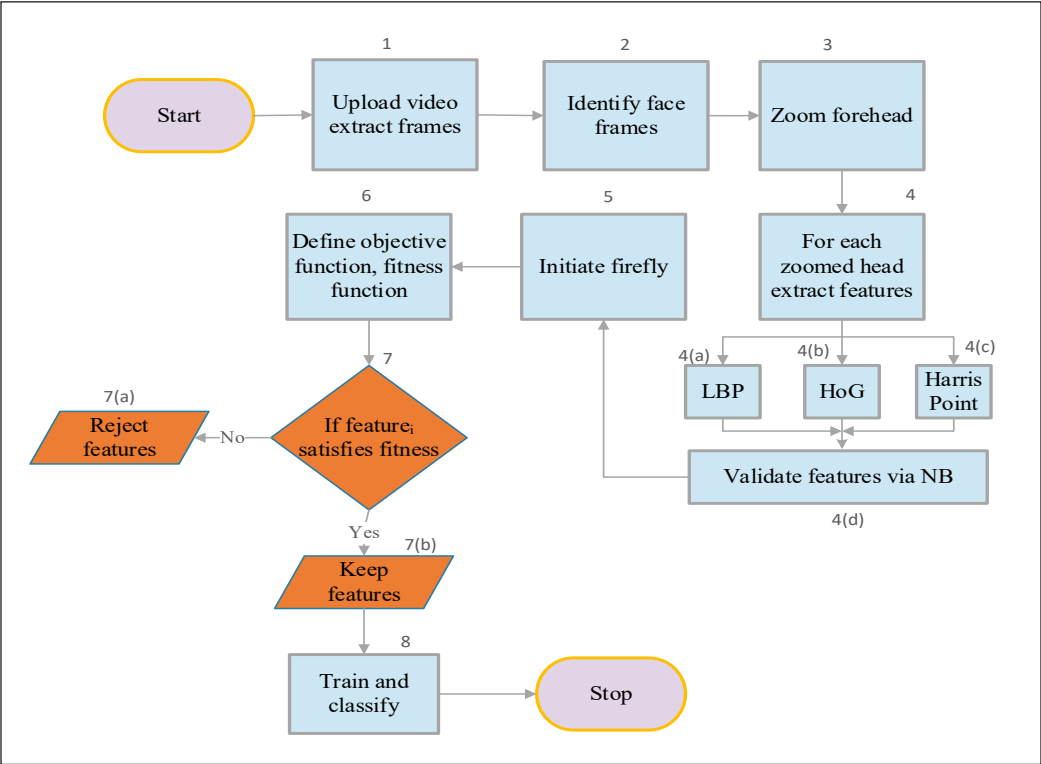 Start
1
Upload video
extract frames
2
Identify face
frames
3
Zoom forehead
4
For each
zoomed head
extract features
4(a)
LBP
4(b)
HoG
4(c)
Harris
Point
Validate features via NB
4(d)
5
Initiate firefly
6
Define objective
function, fitness
function
7
If featureᵢ
satisfies fitness
No
7(a)
Reject
features
Yes
7(b)
Keep
features
8
Train and
classify
Stop